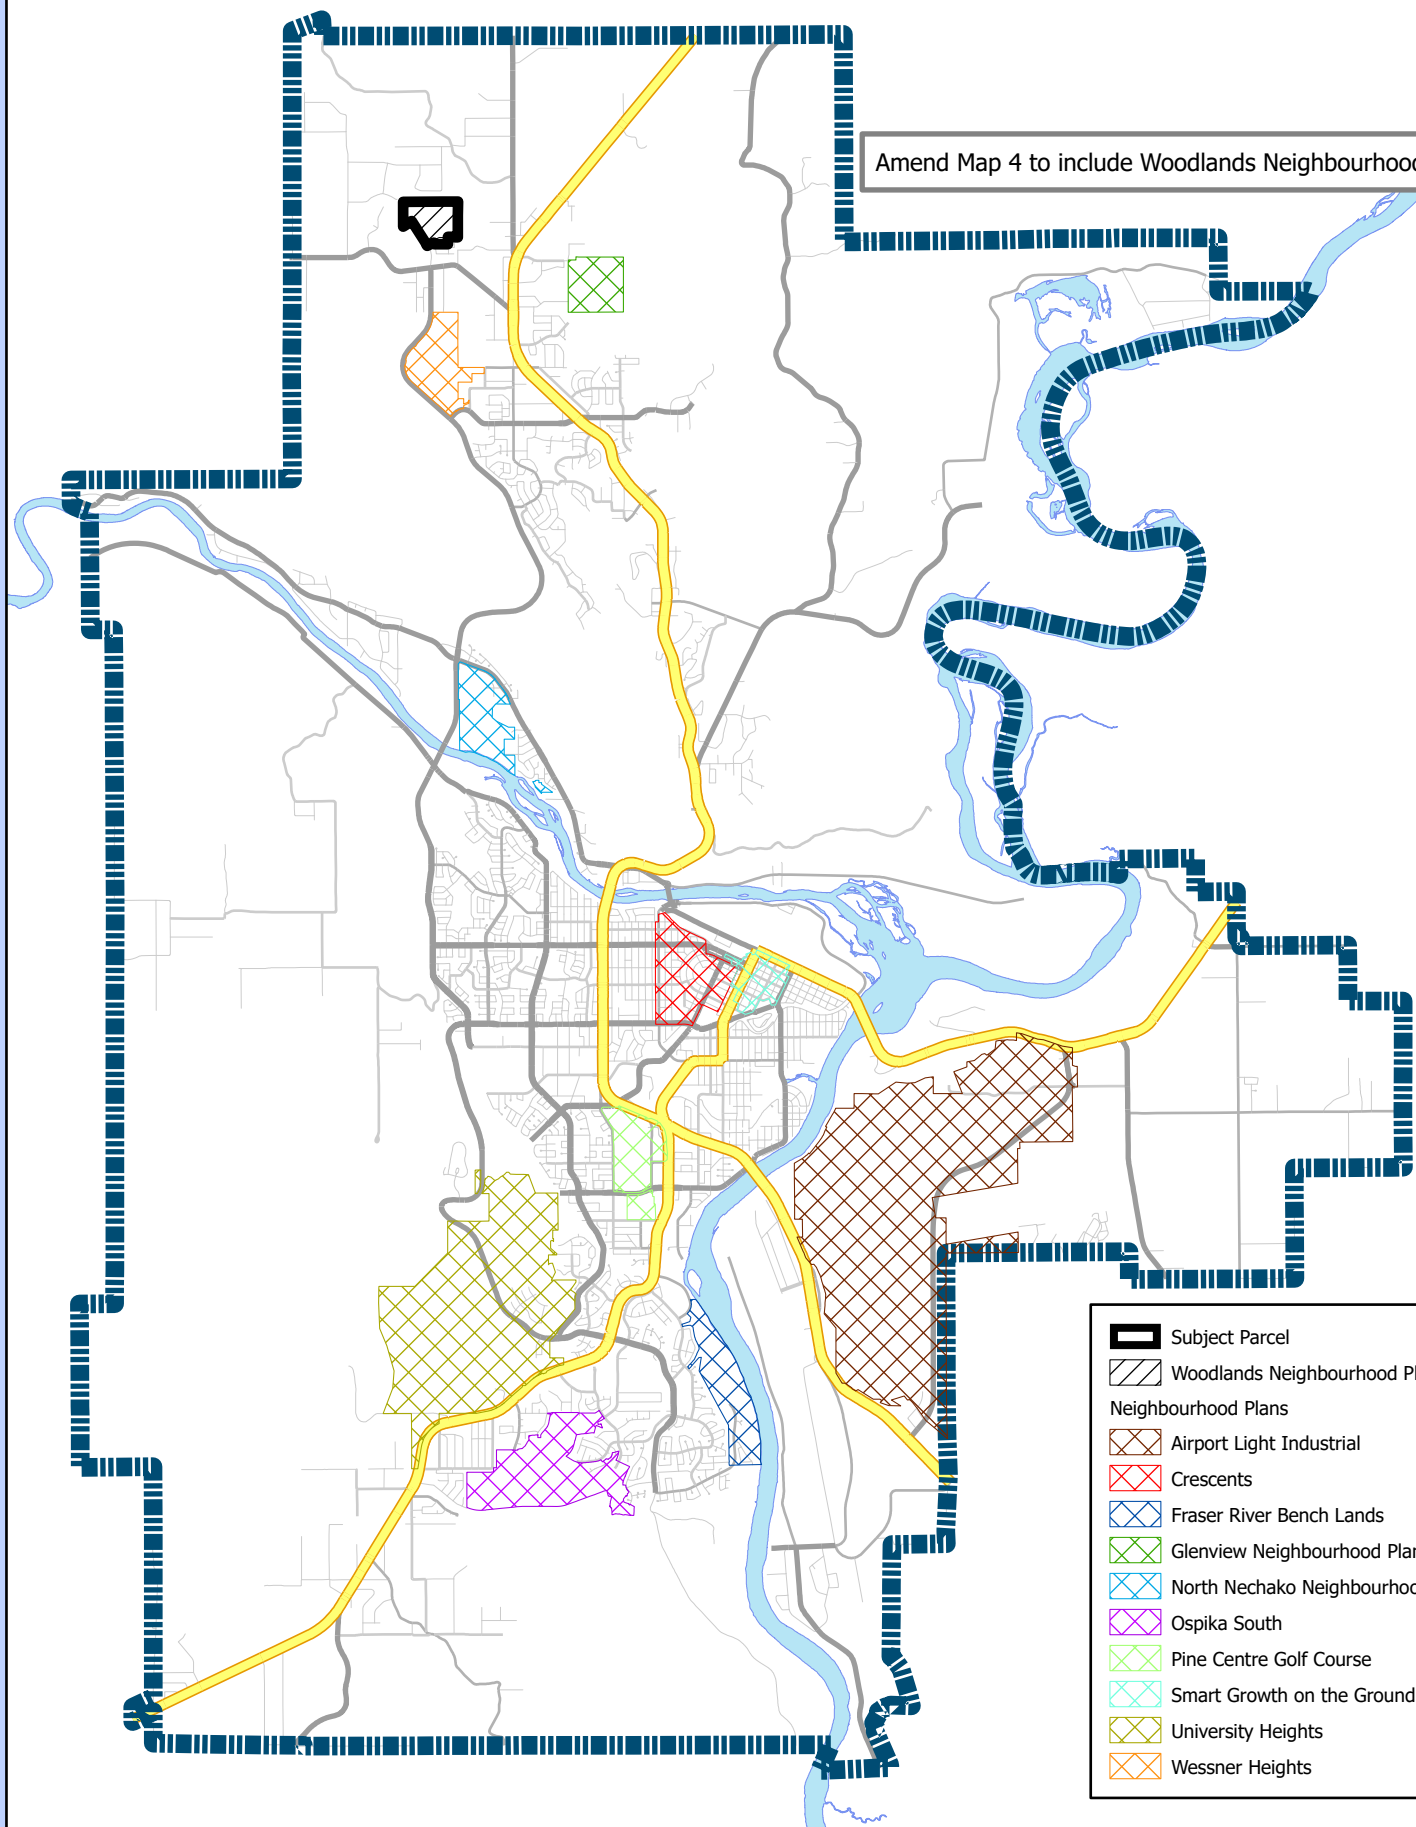 Amend Map 4 to include Woodlands Neighbourhood
Subject Parcel
Woodlands Neighbourhood Pl
Neighbourhood Plans
Airport Light Industrial
Crescents
Fraser River Bench Lands
Glenview Neighbourhood Plan
North Nechako Neighbourhoo
Ospika South
Pine Centre Golf Course
Smart Growth on the Ground
University Heights
Wessner Heights